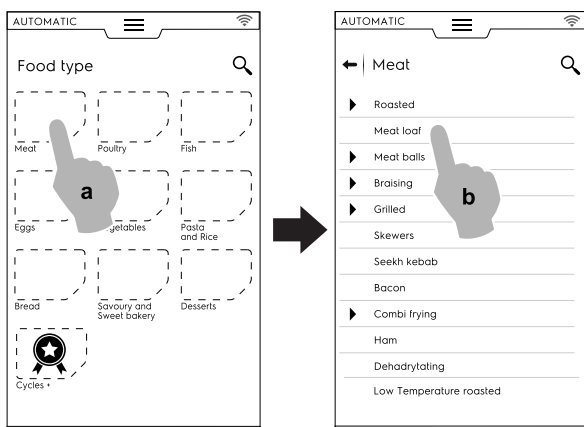 AUTOMATIC
Food type
Meat
Poultry
Fish
a
Eggs
getables
Pasta
and Rice
Bread
Savoury and
Sweet bakery
Desserts
Cycles +
AUTOMATIC
Meat
Roasted
Meat loaf
Meat balls
Braising
b
Grilled
Skewers
Seekh kebab
Bacon
Combi frying
Ham
Dehadrytating
Low Temperature roasted